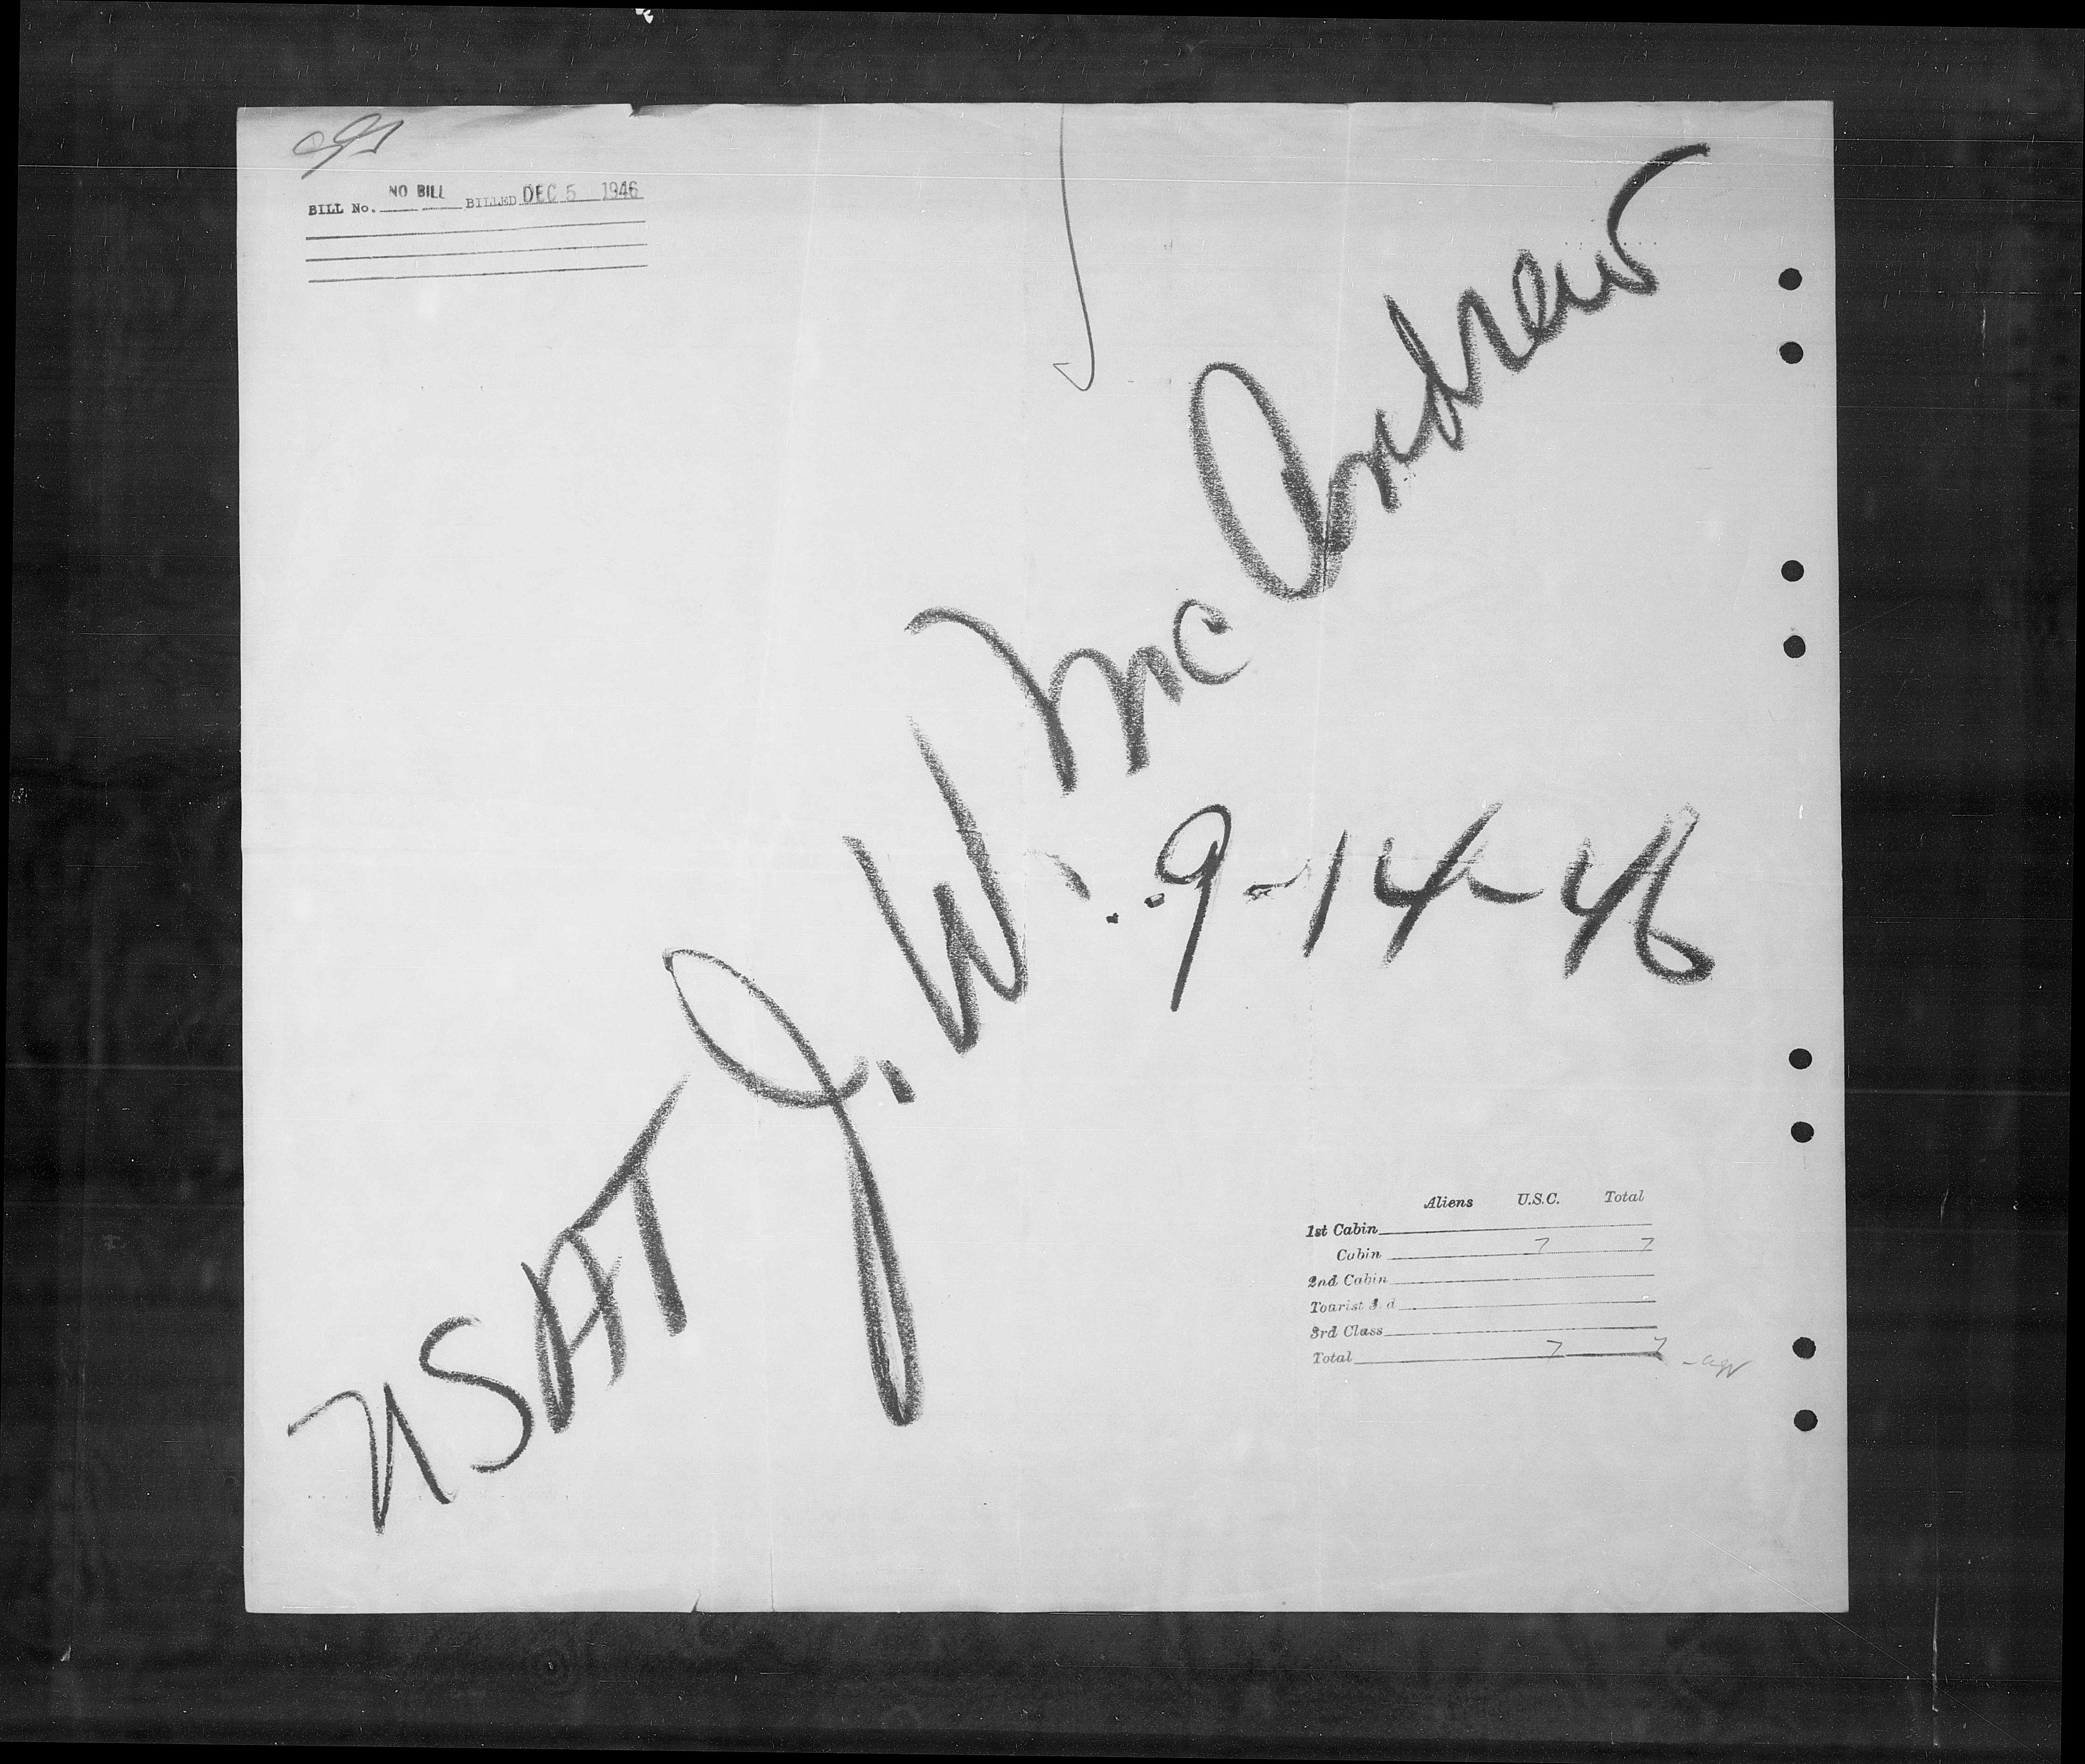 BILL No. NO BILL BILLED DEC 5 1946
USAT J. W. McAndrew
9-14-46
Aliens U.S.C. Total
1st Cabin
Cabin 7 7
2nd Cabin
Tourist 3.d
3rd Class
Total 7 7